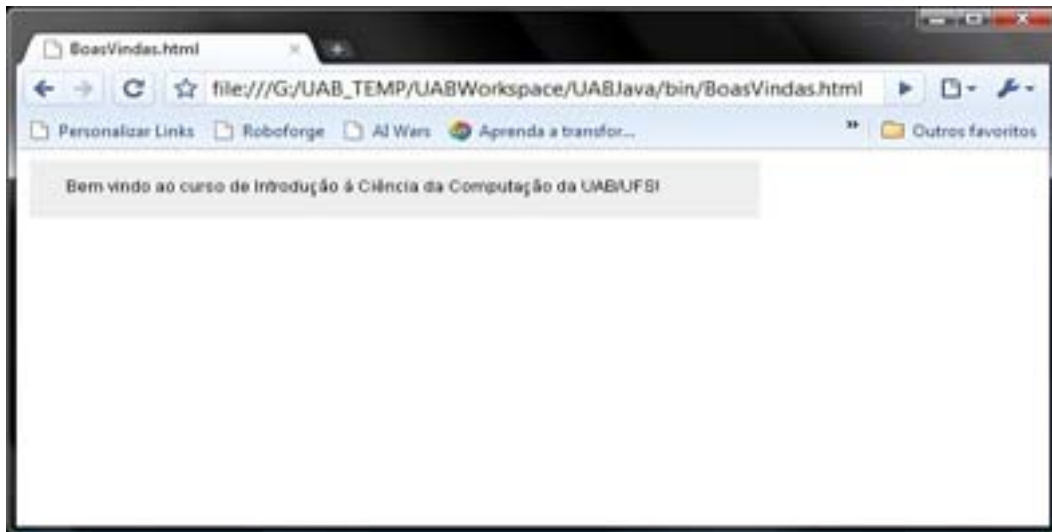 BoasVindas.html
file:///G:/UAB_TEMP/UABWorkspace/UABJava/bin/BoasVindas.html
Personalizar Links Roboforge AI Wars Aprenda a transfor... Outros favoritos
Bem vindo ao curso de Introdução á Ciência da Computação da UAB/UFS!